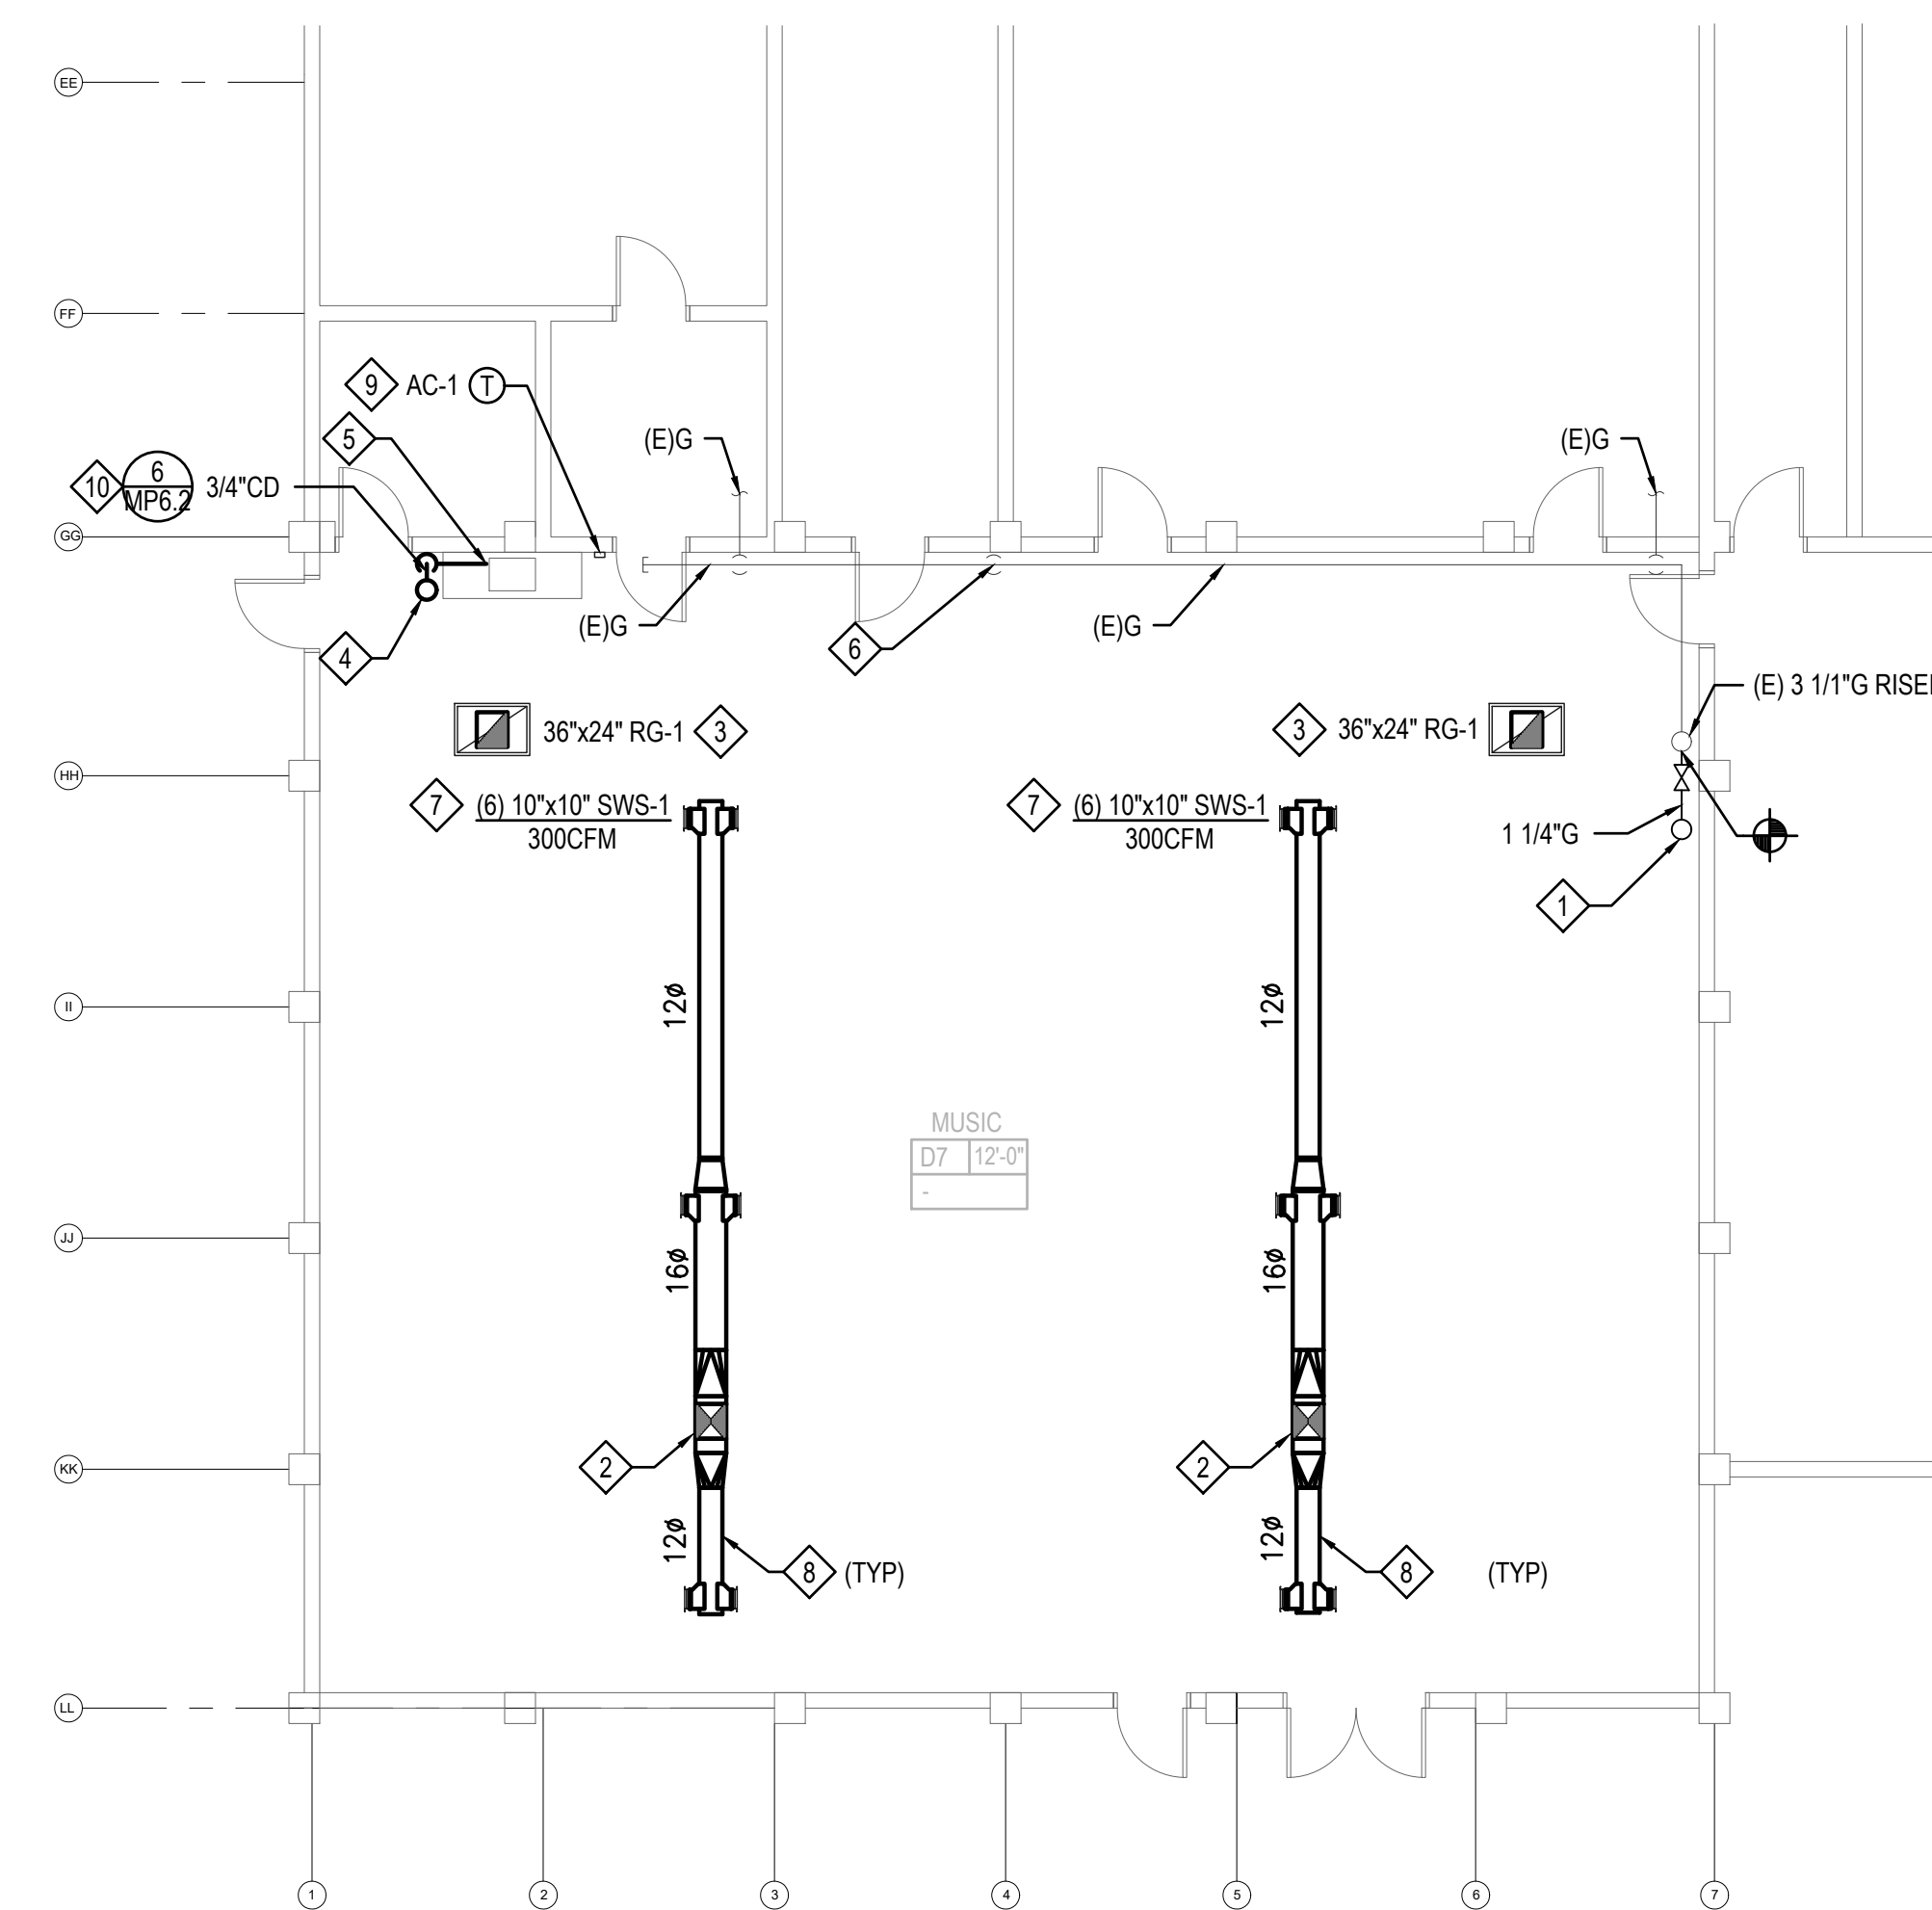 EE
FF
9 AC-1 T
5
(E)G
(E)G
10 6 3/4"CD
MP6.2
GG
(E)G
(E)G
6
4
(E) 3 1/1"G RISE
36"x24" RG-1 3
3 36"x24" RG-1
HH
7 (6) 10"x10" SWS-1
300CFM
7 (6) 10"x10" SWS-1
300CFM
1 1/4"G
1
II
12ø
12ø
MUSIC
D7 12'-0"
-
JJ
16ø
16ø
KK
2
2
12ø
12ø
8 (TYP)
8 (TYP)
LL
1 2 3 4 5 6 7